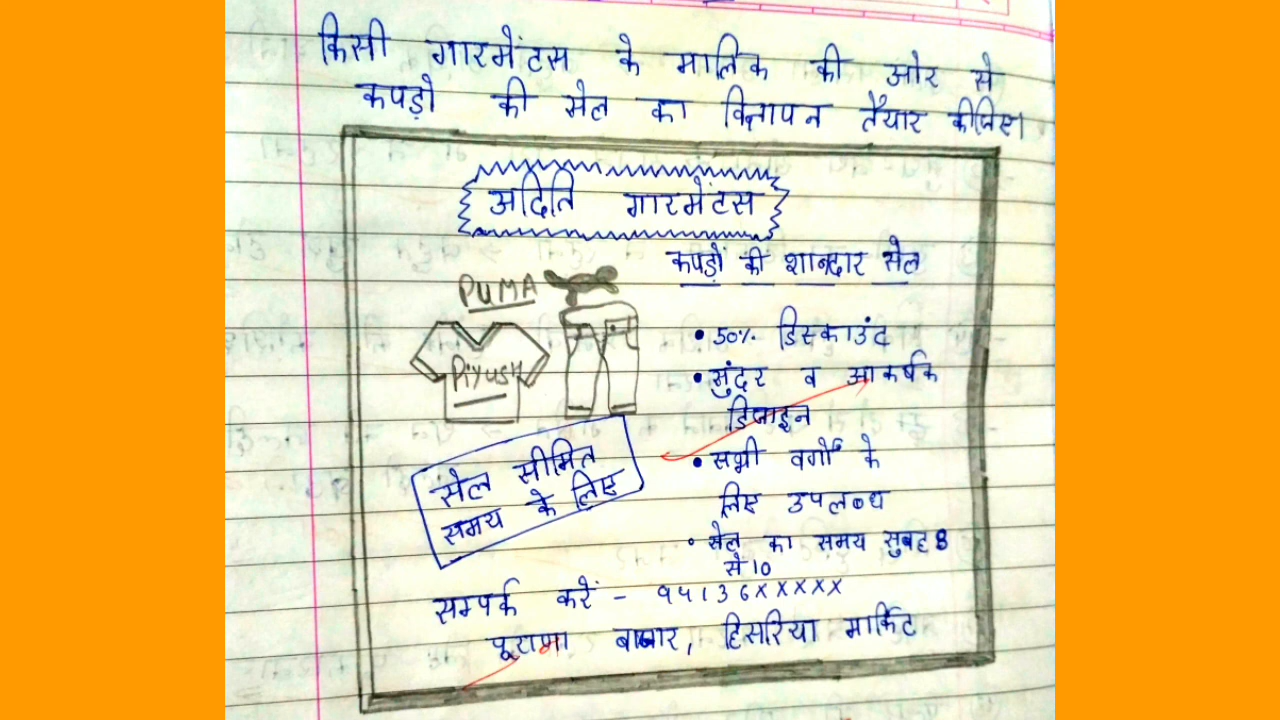 किसी गारमेंटस के मालिक की ओर से
कपड़ो की सेल का विज्ञापन तैयार कीजिए।
अदिति गारमेंटस
कपड़ों की शानदार सेल
PUMA
Piyush
• 50% डिस्काउंट
• सुंदर व आकर्षक
डिजाइन
• सभी वर्गों के
लिए उपलब्ध
• सेल का समय सुबह 8
से 10
सेल सीमित
समय के लिए
सम्पर्क करें - 94136XXXXX
पूराणा बाजार, हिसरिया मार्किट